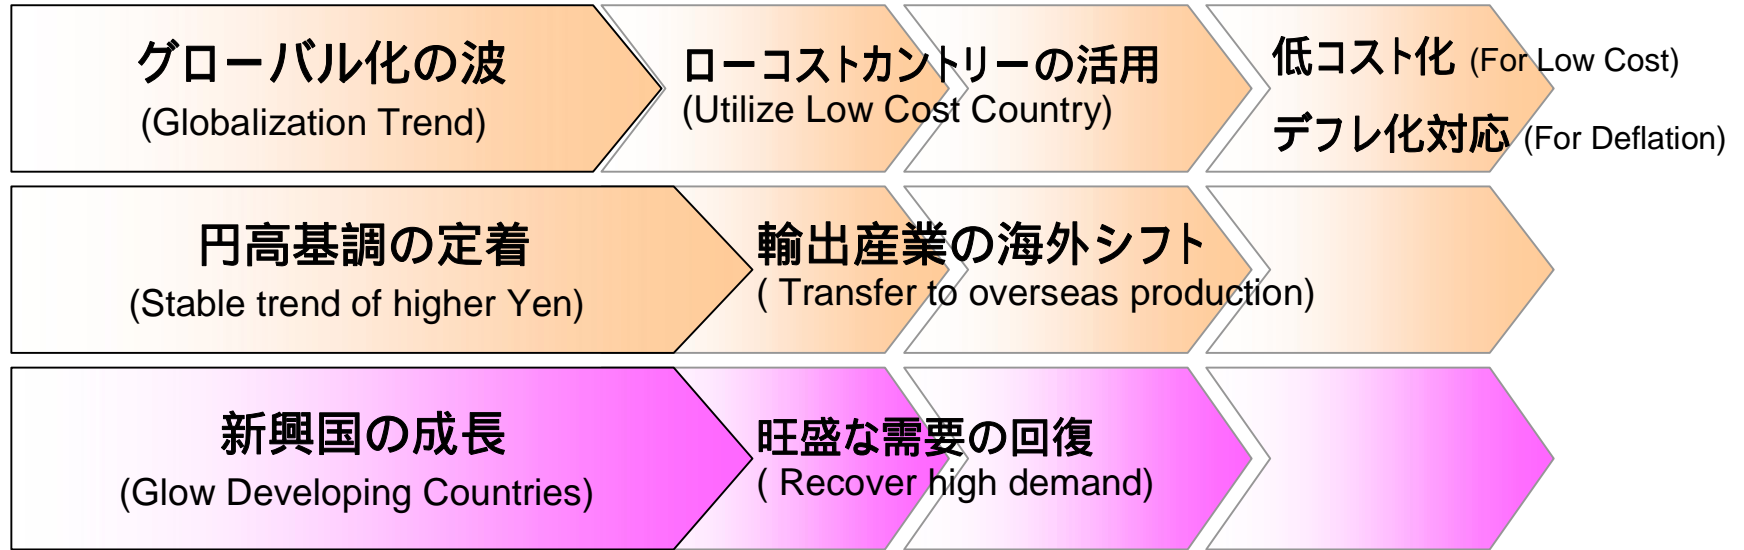 グローバル化の波
(Globalization Trend)
ローコストカントリーの活用
(Utilize Low Cost Country)
低コスト化 (For Low Cost)
デフレ化対応 (For Deflation)
円高基調の定着
(Stable trend of higher Yen)
輸出産業の海外シフト
( Transfer to overseas production)
新興国の成長
(Glow Developing Countries)
旺盛な需要の回復
( Recover high demand)